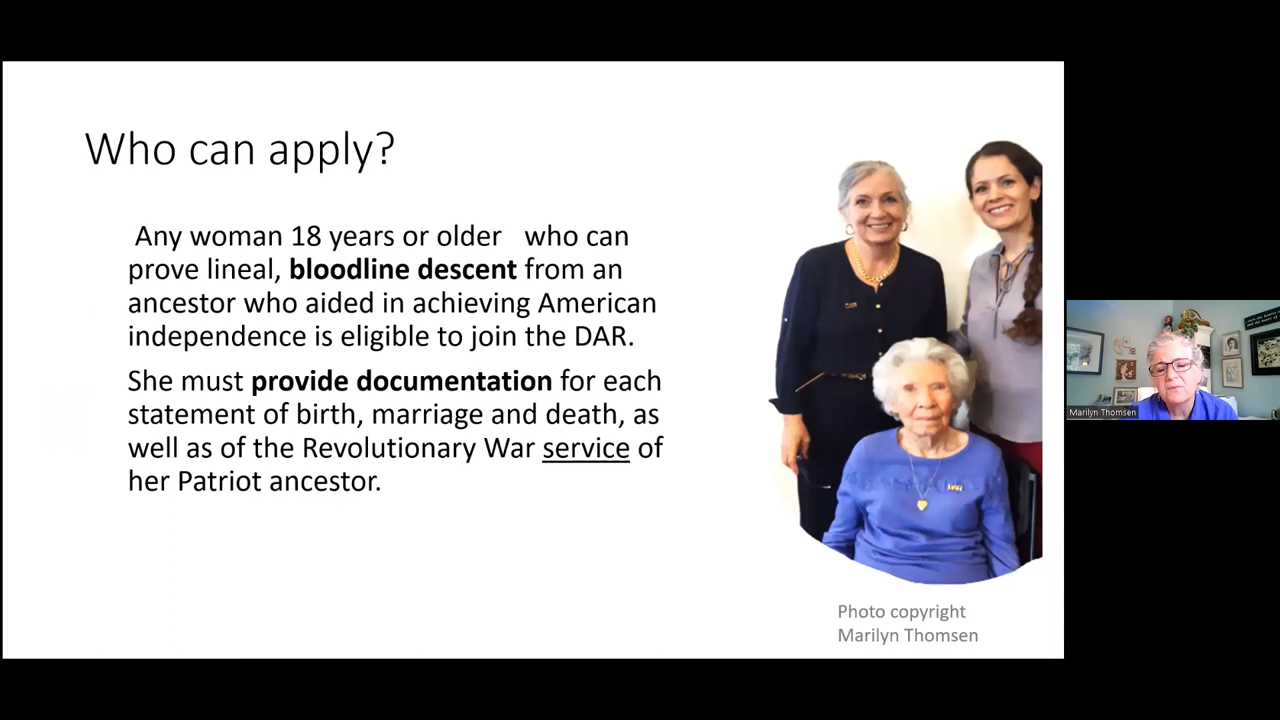 Who can apply?
Any woman 18 years or older who can
prove lineal, bloodline descent from an
ancestor who aided in achieving American
independence is eligible to join the DAR.
She must provide documentation for each
statement of birth, marriage and death, as
well as of the Revolutionary War service of
her Patriot ancestor.
DAR
Photo copyright
Marilyn Thomsen
Marilyn Thomsen